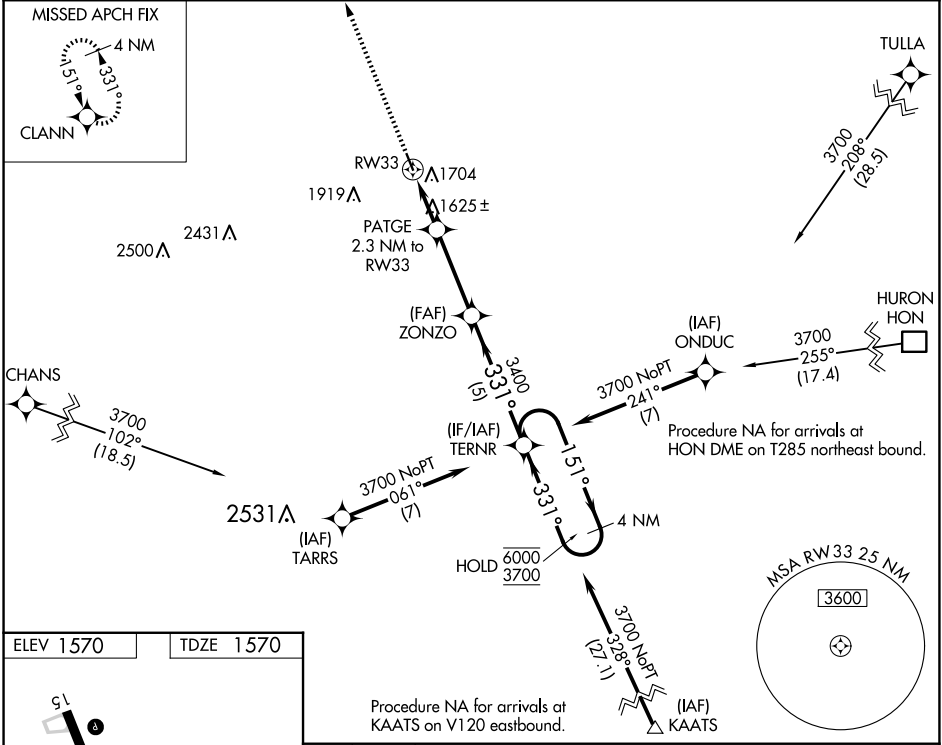 MISSED APCH FIX
4 NM
151°
331°
CLANN
TULLA
3700
208°
(28.5)
RW33
1704
1919
1625 ±
PATGE
2.3 NM to
RW33
2431
2500
(FAF)
ZONZO
HURON
HON
(IAF)
ONDUC
3700
255°
(17.4)
3400
331°
(5)
3700 NoPT
241°
(7)
CHANS
3700
102°
(18.5)
Procedure NA for arrivals at
HON DME on T285 northeast bound.
(IF/IAF)
TERNR
151°
331°
3700 NoPT
061°
(7)
2531
(IAF)
TARRS
4 NM
HOLD 6000
3700
MSA RW33 25 NM
3600
3700 NoPT
328°
(27.1)
ELEV 1570
TDZE 1570
15
P
Procedure NA for arrivals at
KAATS on V120 eastbound.
(IAF)
KAATS